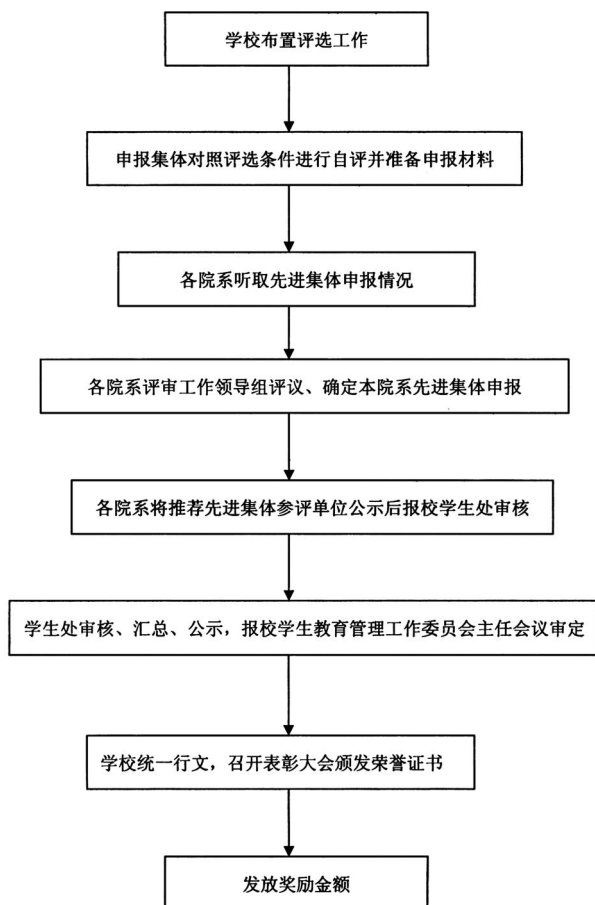 学校布置评选工作
申报集体对照评选条件进行自评并准备申报材料
各院系听取先进集体申报情况
各院系评审工作领导组评议、确定本院系先进集体申报
各院系将推荐先进集体参评单位公示后报校学生处审核
学生处审核、汇总、公示，报校学生教育管理工作委员会主任会议审定
学校统一行文，召开表彰大会颁发荣誉证书
发放奖励金额